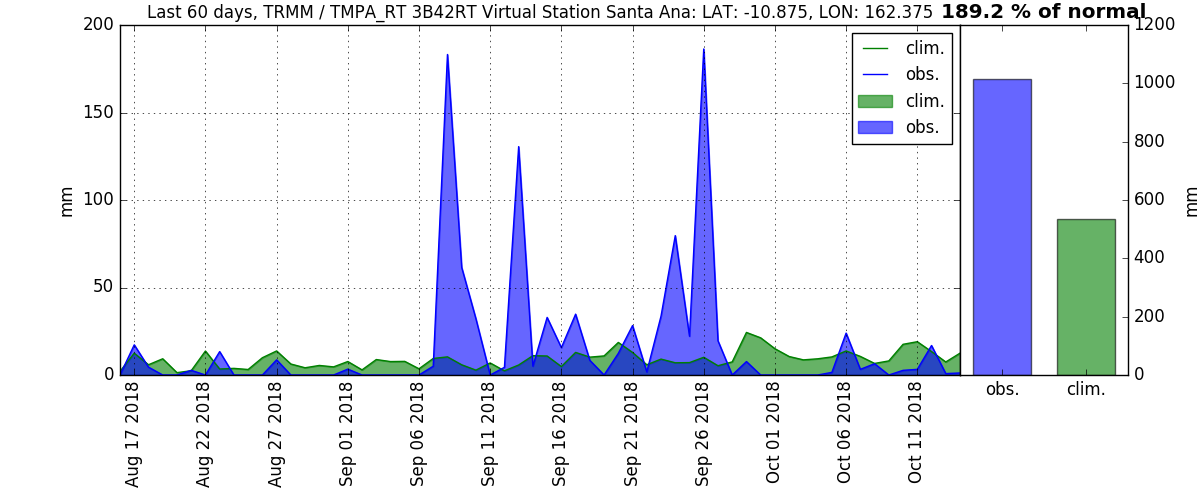 Last 60 days, TRMM / TMPA_RT 3B42RT Virtual Station Santa Ana: LAT: -10.875, LON: 162.375 189.2 % of normal
200
150
100
50
0
mm
clim.
obs.
clim.
obs.
1200
1000
800
600
400
200
0
mm
Aug 17 2018
Aug 22 2018
Aug 27 2018
Sep 01 2018
Sep 06 2018
Sep 11 2018
Sep 16 2018
Sep 21 2018
Sep 26 2018
Oct 01 2018
Oct 06 2018
Oct 11 2018
obs.
clim.